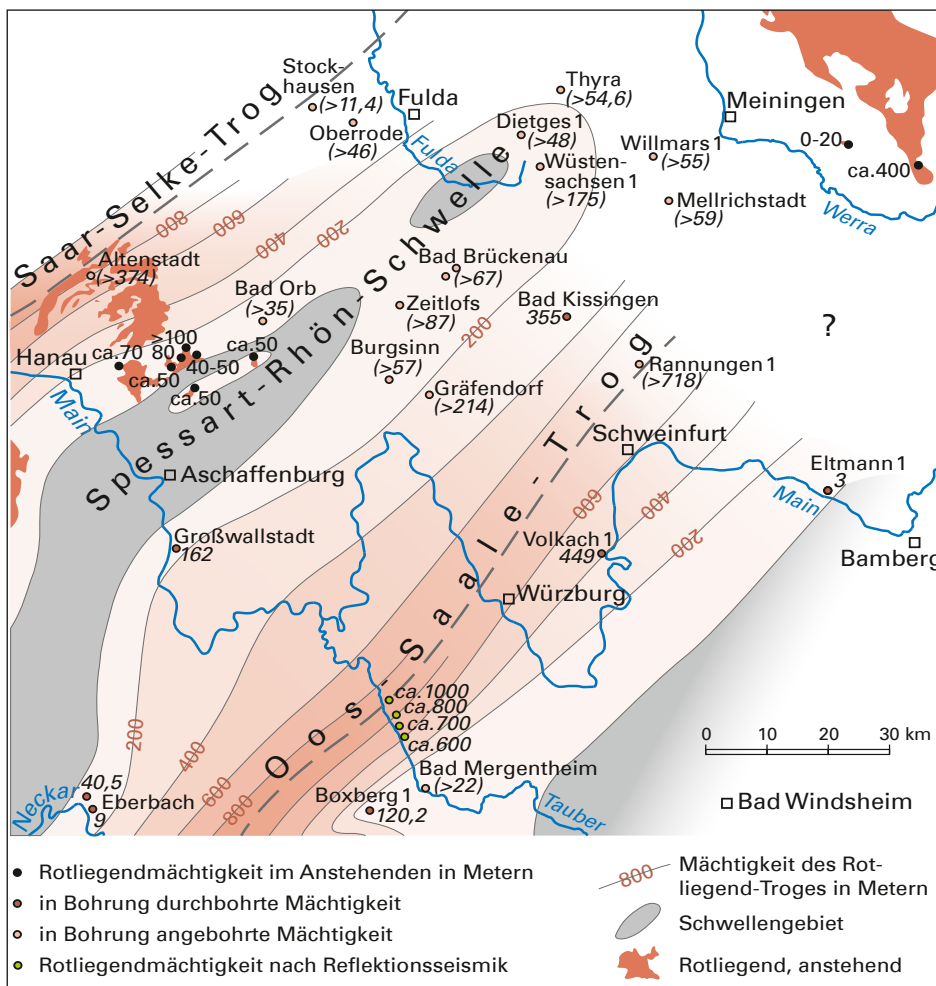 Stock-
hausen
(>11,4)
Fulda
Oberrode
(>46)
Fulda
Thyra
(>54,6)
Dietges 1
(>48)
Wüsten-
sachsen 1
(>175)
Willmars 1
(>55)
Mellrichstadt
(>59)
Meiningen
0-20
ca.400
Werra
Saar-Selke-Trog
800
600
400
200
Altenstadt
(>374)
Bad Orb
(>35)
Bad Brückenau
(>67)
Zeitlofs
(>87)
Bad Kissingen
355
200
?
Hanau
ca.70
>100
80
40-50
ca.50
ca.50
ca.50
Burgsinn
(>57)
Gräfendorf
(>214)
Rannungen 1
(>718)
Main
Spessart-Rhön-Schwelle
Aschaffenburg
Schweinfurt
Eltmann 1
3
Main
Bamberg
Großwallstadt
162
600
400
200
Volkach 1
449
Würzburg
Oos-Saale-Trog
ca.1000
ca.800
ca.700
ca.600
200
400
600
800
0 10 20 30 km
Neckar
40,5
Eberbach
9
Boxberg 1
120,2
Bad Mergentheim
(>22)
Tauber
Bad Windsheim
Rotliegendmächtigkeit im Anstehenden in Metern
in Bohrung durchbohrte Mächtigkeit
in Bohrung angebohrte Mächtigkeit
Rotliegendmächtigkeit nach Reflektionsseismik
800
Mächtigkeit des Rot-
liegend-Troges in Metern
Schwellengebiet
Rotliegend, anstehend